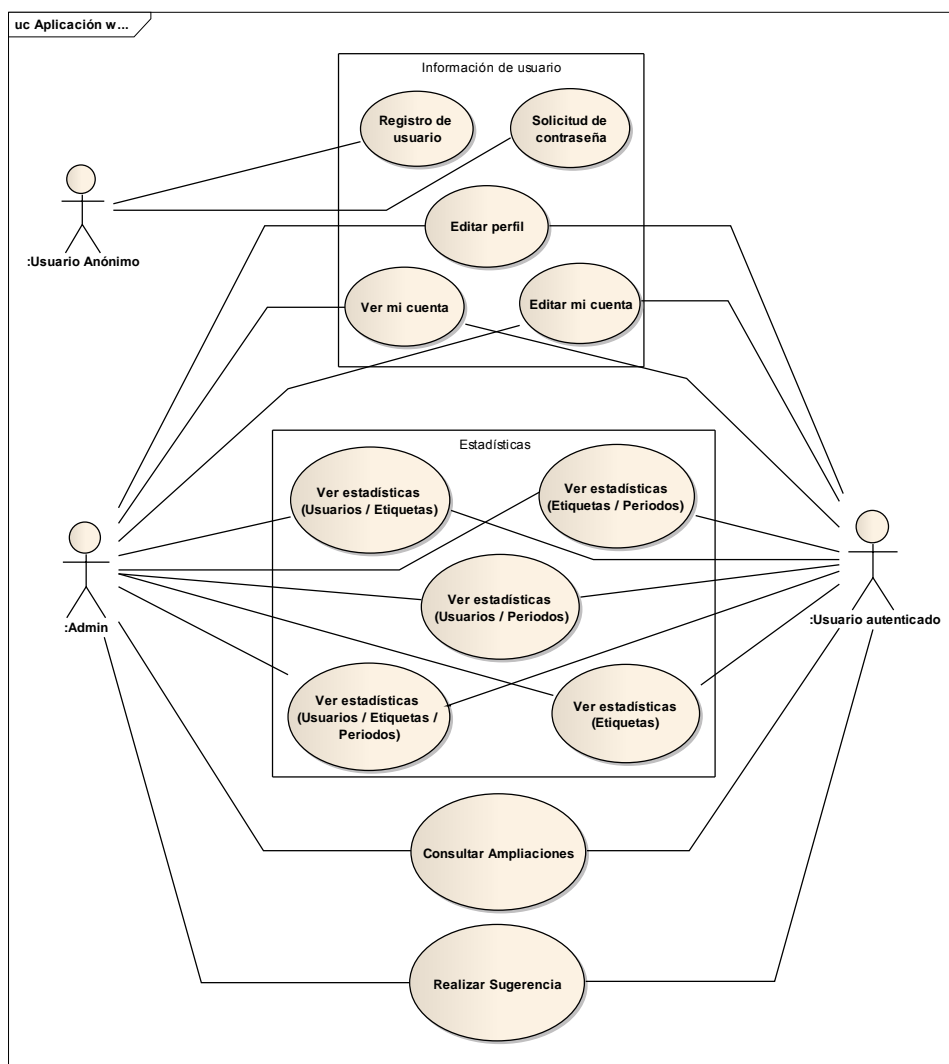 uc Aplicación w...
Información de usuario
Registro de
usuario
Solicitud de
contraseña
:Usuario Anónimo
Editar perfil
Ver mi cuenta
Editar mi cuenta
Estadísticas
Ver estadísticas
(Usuarios / Etiquetas)
Ver estadísticas
(Etiquetas / Periodos)
Ver estadísticas
(Usuarios / Periodos)
:Admin
:Usuario autenticado
Ver estadísticas
(Usuarios / Etiquetas /
Periodos)
Ver estadísticas
(Etiquetas)
Consultar Ampliaciones
Realizar Sugerencia